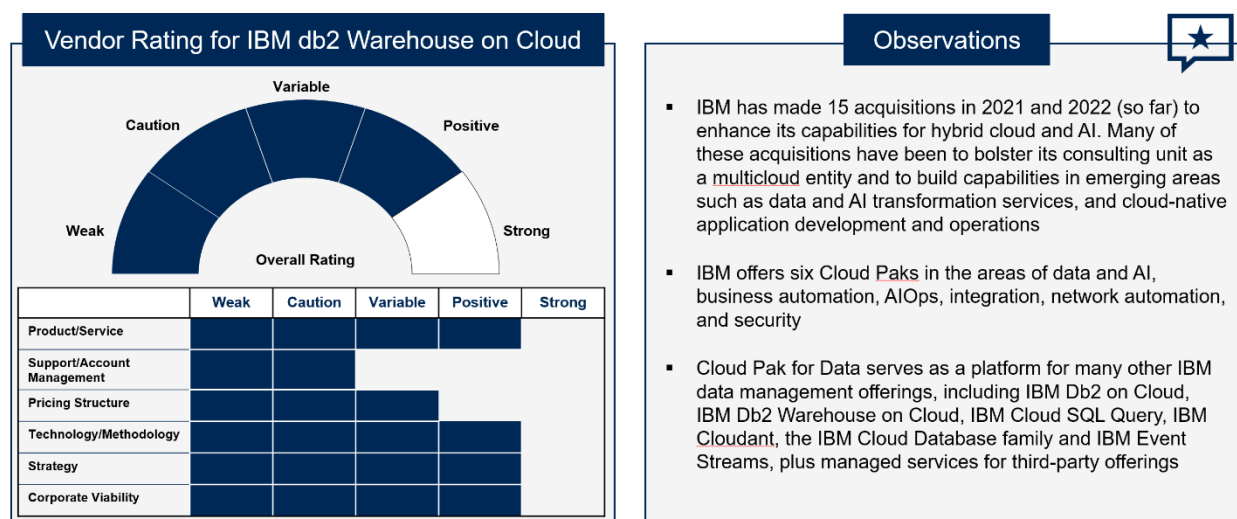 Vendor Rating for IBM db2 Warehouse on Cloud
Variable
Caution
Positive
Weak
Strong
Overall Rating
Weak Caution Variable Positive Strong
Product/Service
Support/Account
Management
Pricing Structure
Technology/Methodology
Strategy
Corporate Viability
Observations
▪ IBM has made 15 acquisitions in 2021 and 2022 (so far) to
enhance its capabilities for hybrid cloud and AI. Many of
these acquisitions have been to bolster its consulting unit as
a multicloud entity and to build capabilities in emerging areas
such as data and AI transformation services, and cloud-native
application development and operations
▪ IBM offers six Cloud Paks in the areas of data and AI,
business automation, AIOps, integration, network automation,
and security
▪ Cloud Pak for Data serves as a platform for many other IBM
data management offerings, including IBM Db2 on Cloud,
IBM Db2 Warehouse on Cloud, IBM Cloud SQL Query, IBM
Cloudant, the IBM Cloud Database family and IBM Event
Streams, plus managed services for third-party offerings